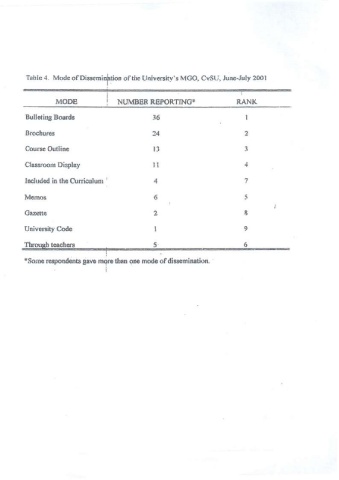 Table 4. Mode of Dissemination of the University's MGO, CvSU, June-July 2001
MODE NUMBER REPORTING* RANK
Bulleting Boards 36 1
Brochures 24 2
Course Outline 13 3
Classroom Display 11 4
Included in the Curriculum 4 7
Memos 6 5
Gazette 2 8
University Code 1 9
Through teachers 5 6
*Some respondents gave more than one mode of dissemination.